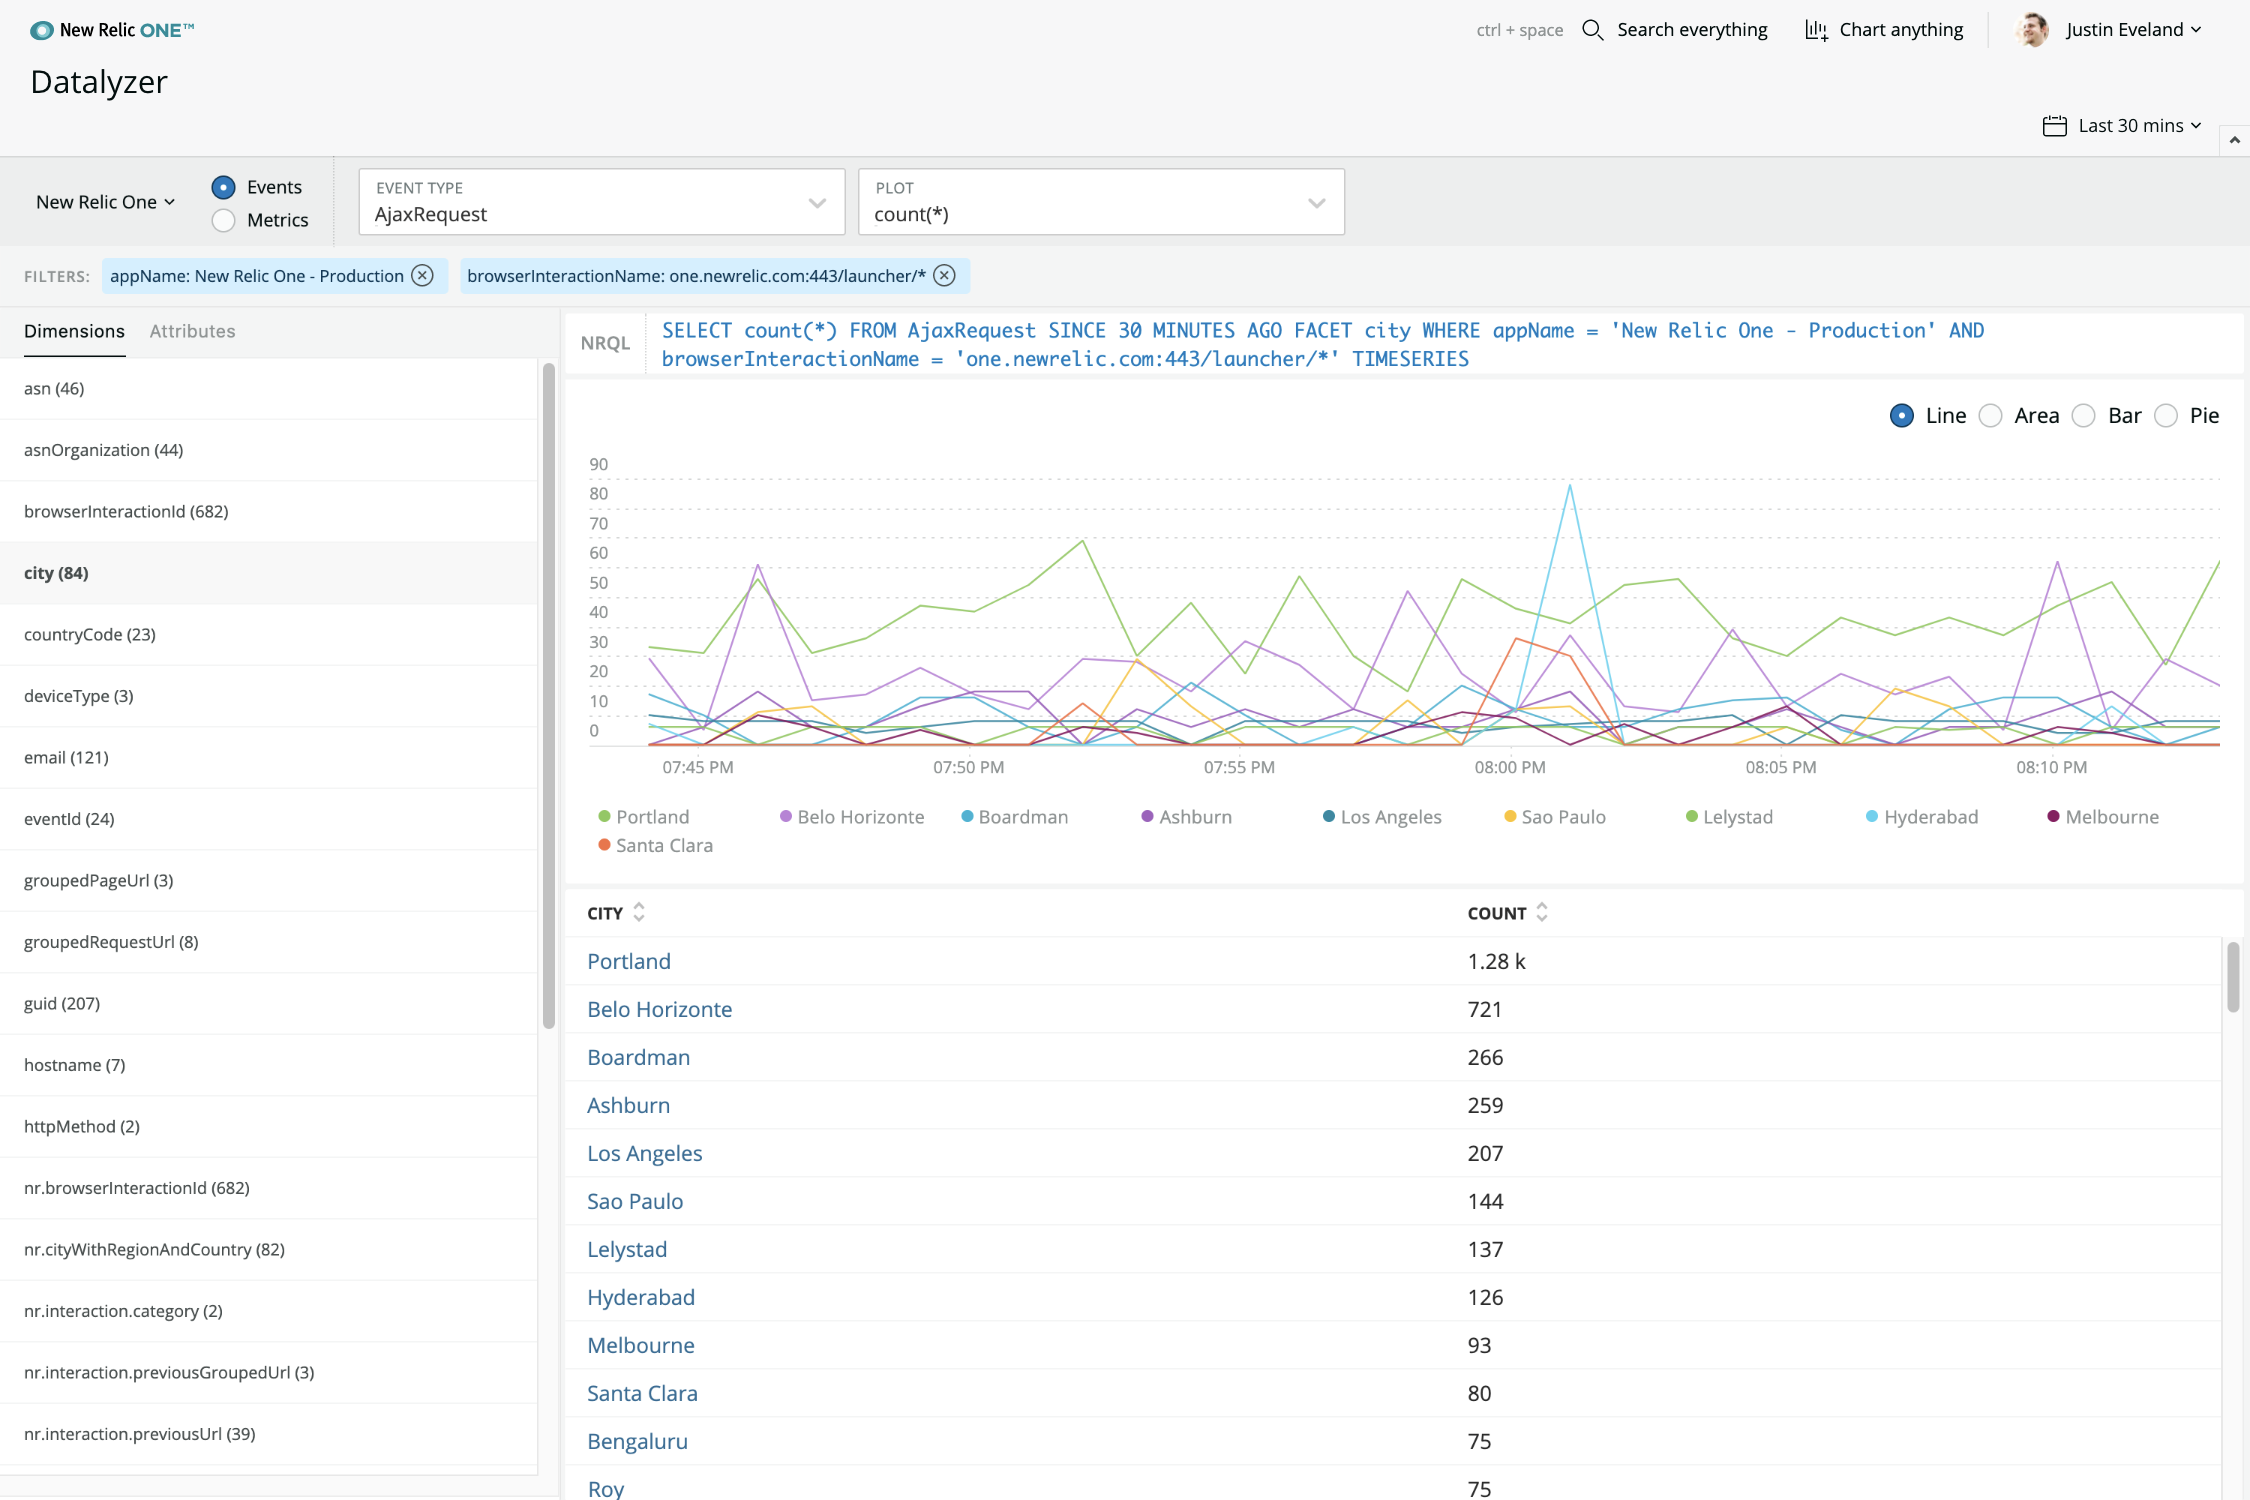 New Relic ONE™
ctrl + space Search everything Chart anything Justin Eveland
Datalyzer
Last 30 mins
New Relic One
Events
Metrics
EVENT TYPE
AjaxRequest
PLOT
count(*)
FILTERS: appName: New Relic One - Production browserInteractionName: one.newrelic.com:443/launcher/*
Dimensions Attributes
asn (46)
asnOrganization (44)
browserInteractionId (682)
city (84)
countryCode (23)
deviceType (3)
email (121)
eventId (24)
groupedPageUrl (3)
groupedRequestUrl (8)
guid (207)
hostname (7)
httpMethod (2)
nr.browserInteractionId (682)
nr.cityWithRegionAndCountry (82)
nr.interaction.category (2)
nr.interaction.previousGroupedUrl (3)
nr.interaction.previousUrl (39)
NRQL
SELECT count(*) FROM AjaxRequest SINCE 30 MINUTES AGO FACET city WHERE appName = 'New Relic One - Production' AND
browserInteractionName = 'one.newrelic.com:443/launcher/*' TIMESERIES
Line Area Bar Pie
90
80
70
60
50
40
30
20
10
0
07:45 PM 07:50 PM 07:55 PM 08:00 PM 08:05 PM 08:10 PM
Portland Belo Horizonte Boardman Ashburn Los Angeles Sao Paulo Lelystad Hyderabad Melbourne
Santa Clara
CITY COUNT
Portland 1.28 k
Belo Horizonte 721
Boardman 266
Ashburn 259
Los Angeles 207
Sao Paulo 144
Lelystad 137
Hyderabad 126
Melbourne 93
Santa Clara 80
Bengaluru 75
Roy 75